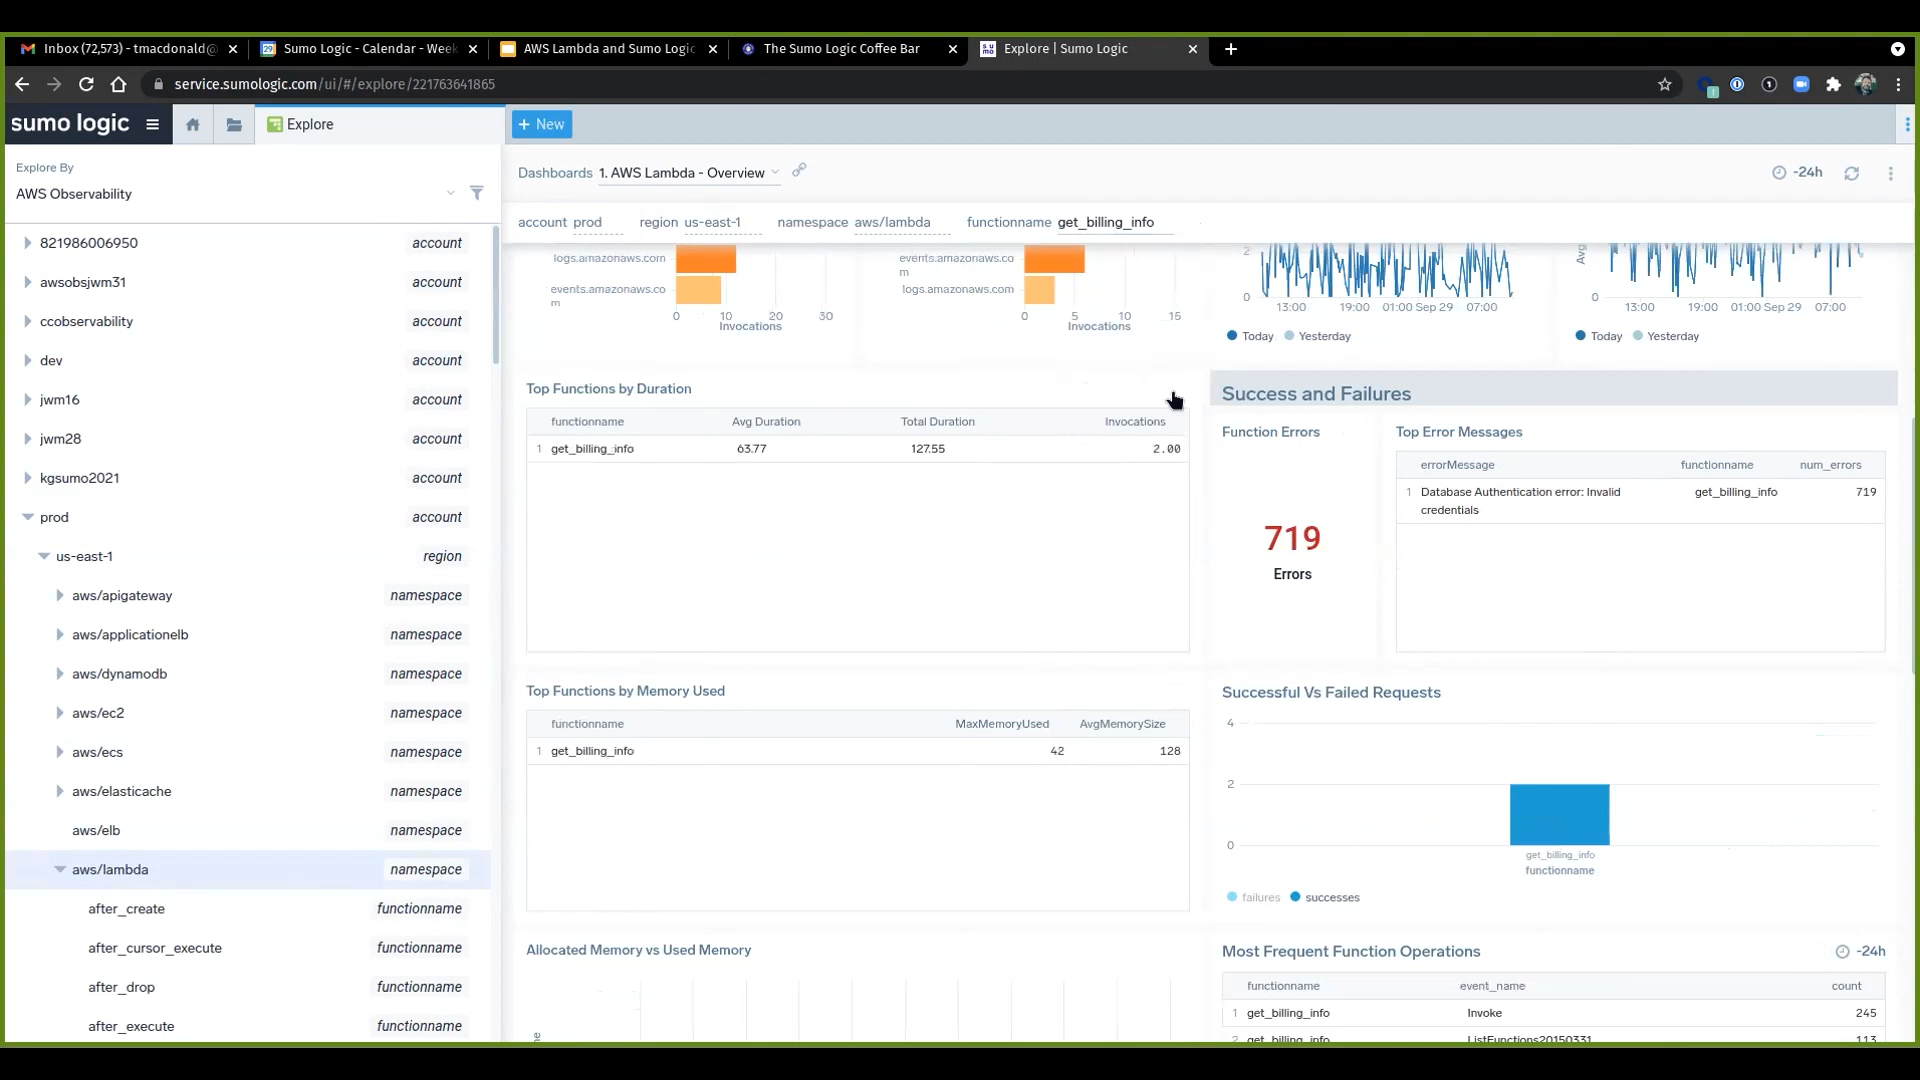 Inbox (72,573) - tmacdonald@
Sumo Logic - Calendar - Week
AWS Lambda and Sumo Logic
The Sumo Logic Coffee Bar
Explore | Sumo Logic
service.sumologic.com/ui/#/explore/221763641865
sumo logic
Explore
+ New
Explore By
AWS Observability
Dashboards 1. AWS Lambda - Overview
-24h
account prod region us-east-1 namespace aws/lambda functionname get_billing_info
821986006950 account
awsobsjwm31 account
ccobservability account
dev account
jwm16 account
jwm28 account
kgsumo2021 account
prod account
us-east-1 region
aws/apigateway namespace
aws/applicationelb namespace
aws/dynamodb namespace
aws/ec2 namespace
aws/ecs namespace
aws/elasticache namespace
aws/elb namespace
aws/lambda namespace
after_create functionname
after_cursor_execute functionname
after_drop functionname
after_execute functionname
logs.amazonaws.com
events.amazonaws.co
m
0 10 20 30
Invocations
events.amazonaws.co
m
logs.amazonaws.com
0 5 10 15
Invocations
2
0
13:00 19:00 01:00 Sep 29 07:00
Today Yesterday
Avg
0
13:00 19:00 01:00 Sep 29 07:00
Today Yesterday
Top Functions by Duration
functionname Avg Duration Total Duration Invocations
1 get_billing_info 63.77 127.55 2.00
Success and Failures
Function Errors
719
Errors
Top Error Messages
errorMessage functionname num_errors
1 Database Authentication error: Invalid get_billing_info 719
credentials
Top Functions by Memory Used
functionname MaxMemoryUsed AvgMemorySize
1 get_billing_info 42 128
Successful Vs Failed Requests
4
2
0
get_billing_info
functionname
failures successes
Allocated Memory vs Used Memory
Most Frequent Function Operations
-24h
functionname event_name count
1 get_billing_info Invoke 245
2 get_billing_info ListFunctions20150331 113